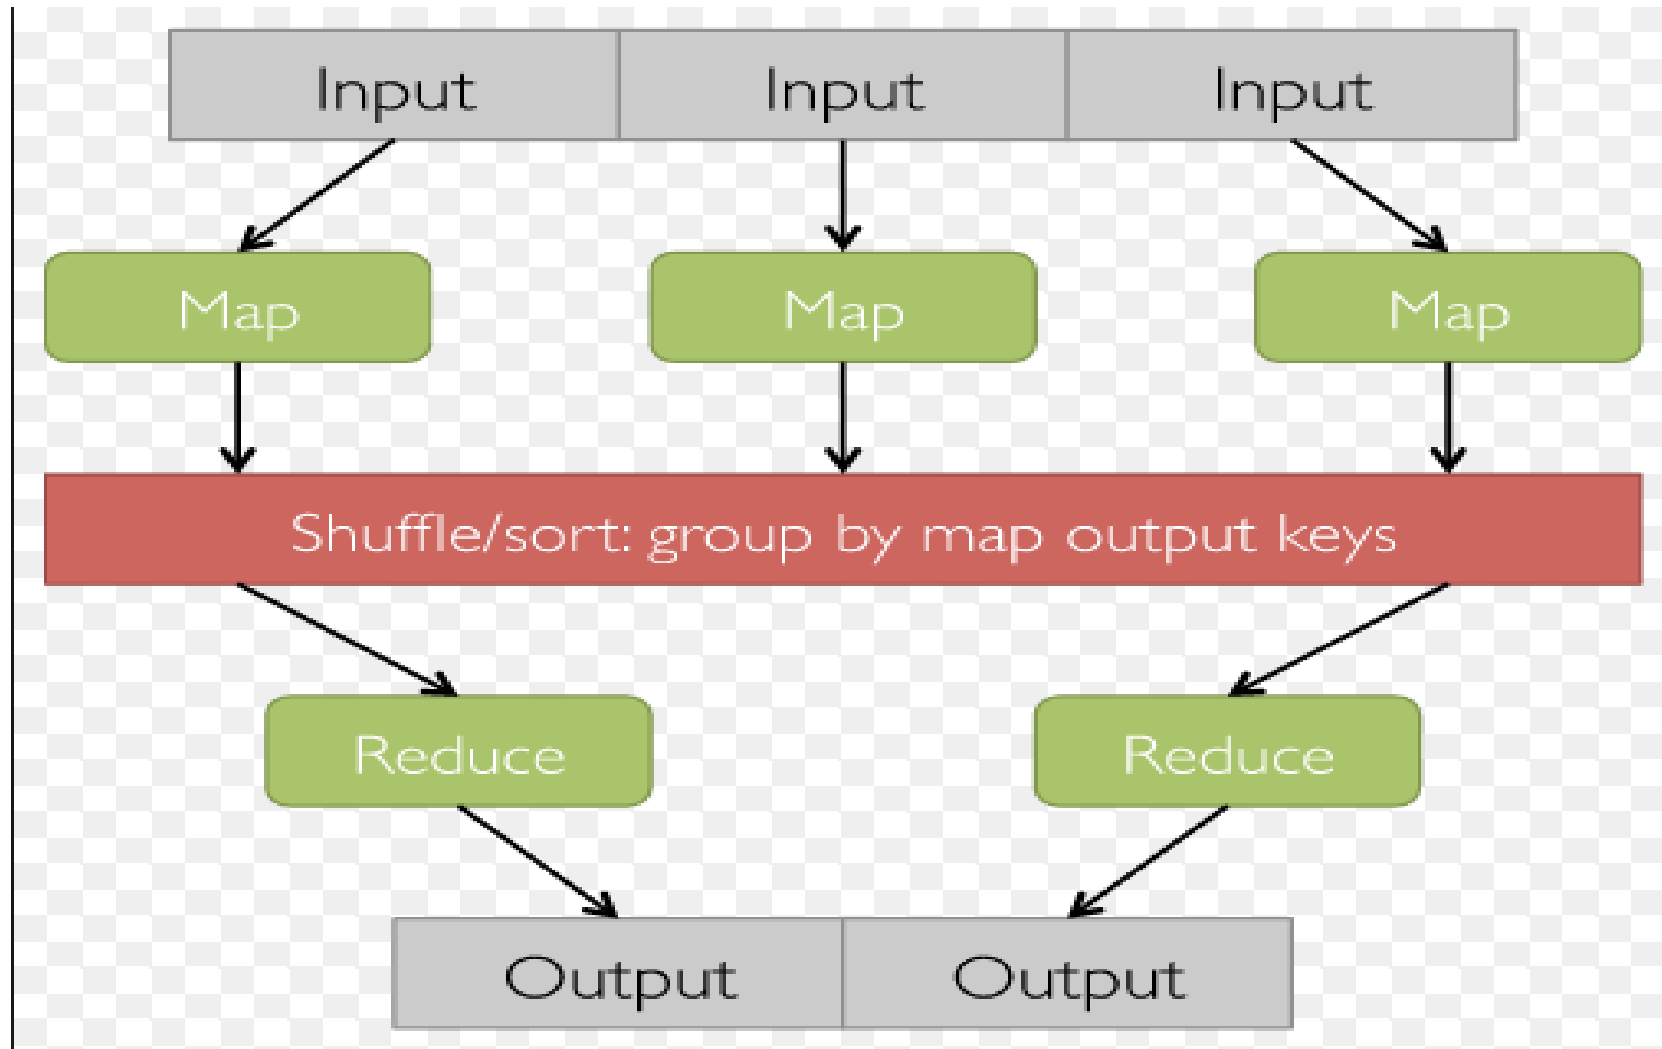 Input
Input
Input
Map
Map
Map
Shuffle/sort: group by map output keys
Reduce
Reduce
Output
Output